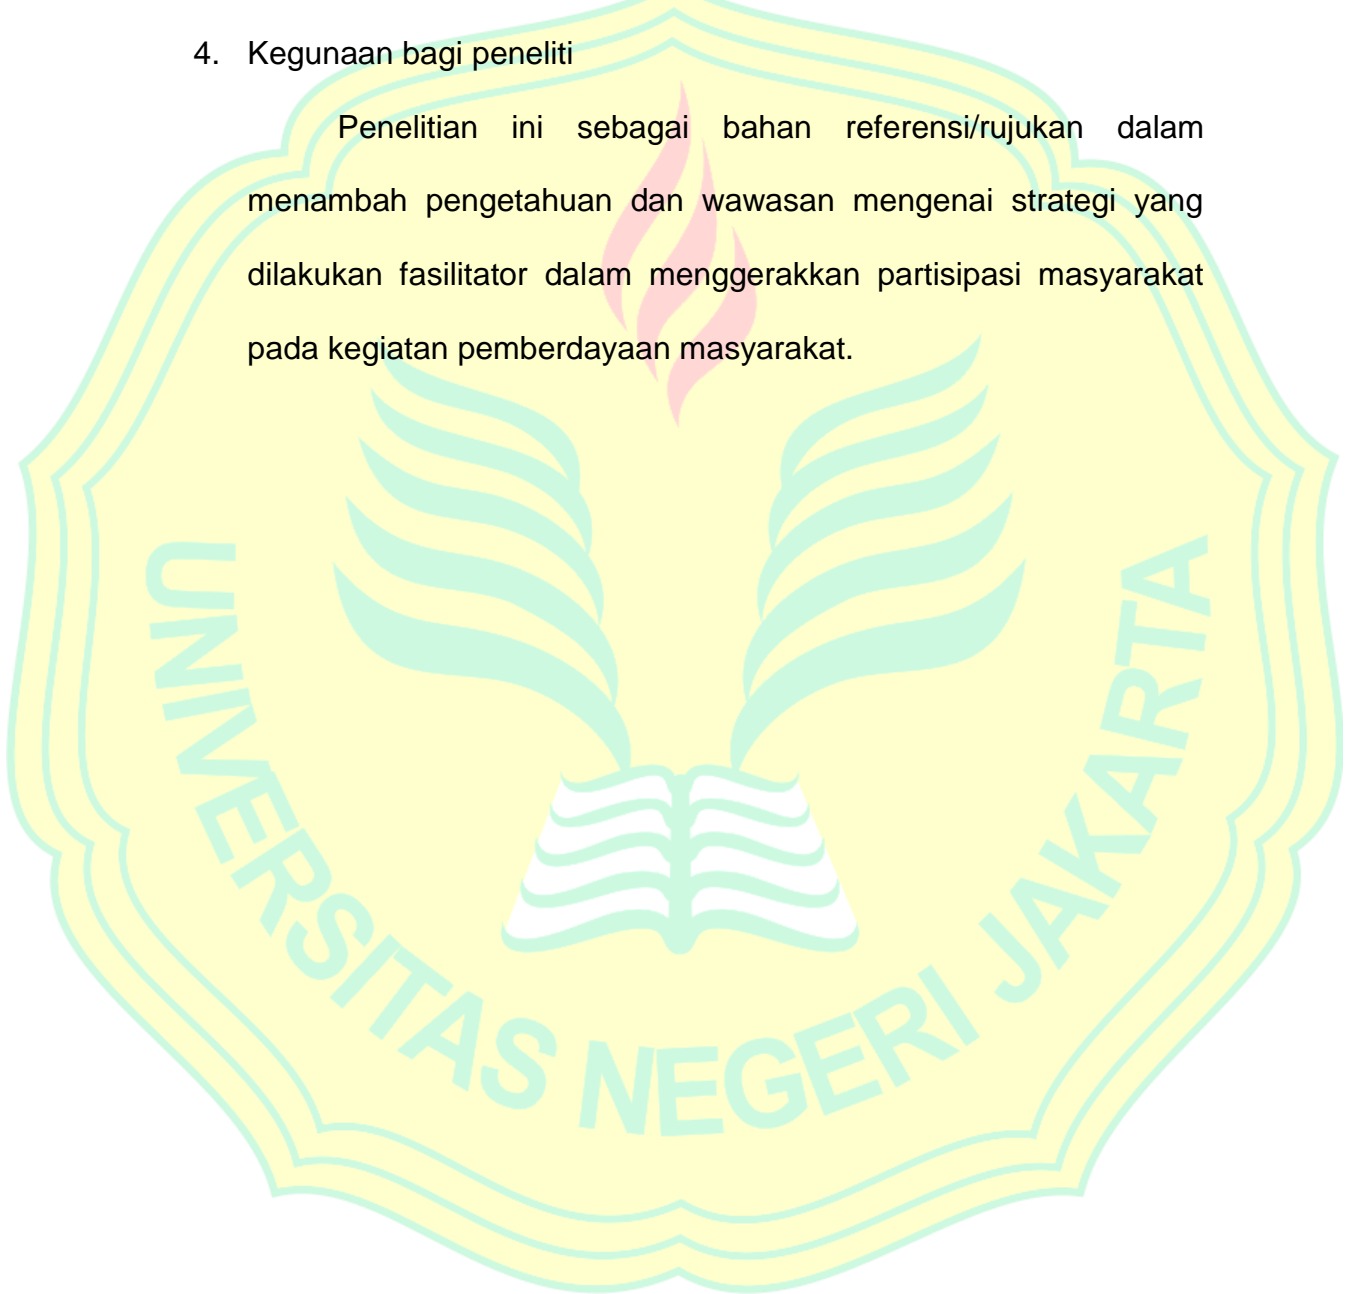 4. Kegunaan bagi peneliti
Penelitian ini sebagai bahan referensi/rujukan dalam
menambah pengetahuan dan wawasan mengenai strategi yang
dilakukan fasilitator dalam menggerakkan partisipasi masyarakat
pada kegiatan pemberdayaan masyarakat.
UNIVERSITAS NEGERI JAKARTA